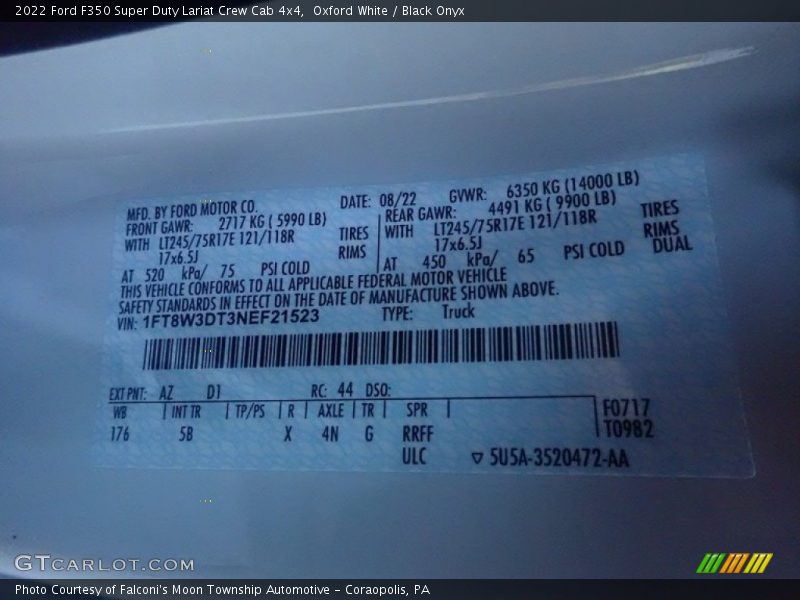 2022 Ford F350 Super Duty Lariat Crew Cab 4x4, Oxford White / Black Onyx
MFD. BY FORD MOTOR CO. DATE: 08/22 GVWR: 6350 KG (14000 LB)
FRONT GAWR: 2717 KG ( 5990 LB) REAR GAWR: 4491 KG ( 9900 LB)
WITH LT245/75R17E 121/118R TIRES WITH LT245/75R17E 121/118R TIRES
17x6.5J RIMS 17x6.5J RIMS
AT 520 kPa/ 75 PSI COLD AT 450 kPa/ 65 PSI COLD DUAL
THIS VEHICLE CONFORMS TO ALL APPLICABLE FEDERAL MOTOR VEHICLE
SAFETY STANDARDS IN EFFECT ON THE DATE OF MANUFACTURE SHOWN ABOVE.
VIN: 1FT8W3DT3NEF21523 TYPE: Truck
EXT PNT: AZ D1 RC: 44 DSO:
WB INT TR TP/PS R AXLE TR SPR F0717
176 5B X 4N G RRFF T0982
ULC ▽ 5U5A-3520472-AA
GTCARLOT.COM
Photo Courtesy of Falconi's Moon Township Automotive - Coraopolis, PA